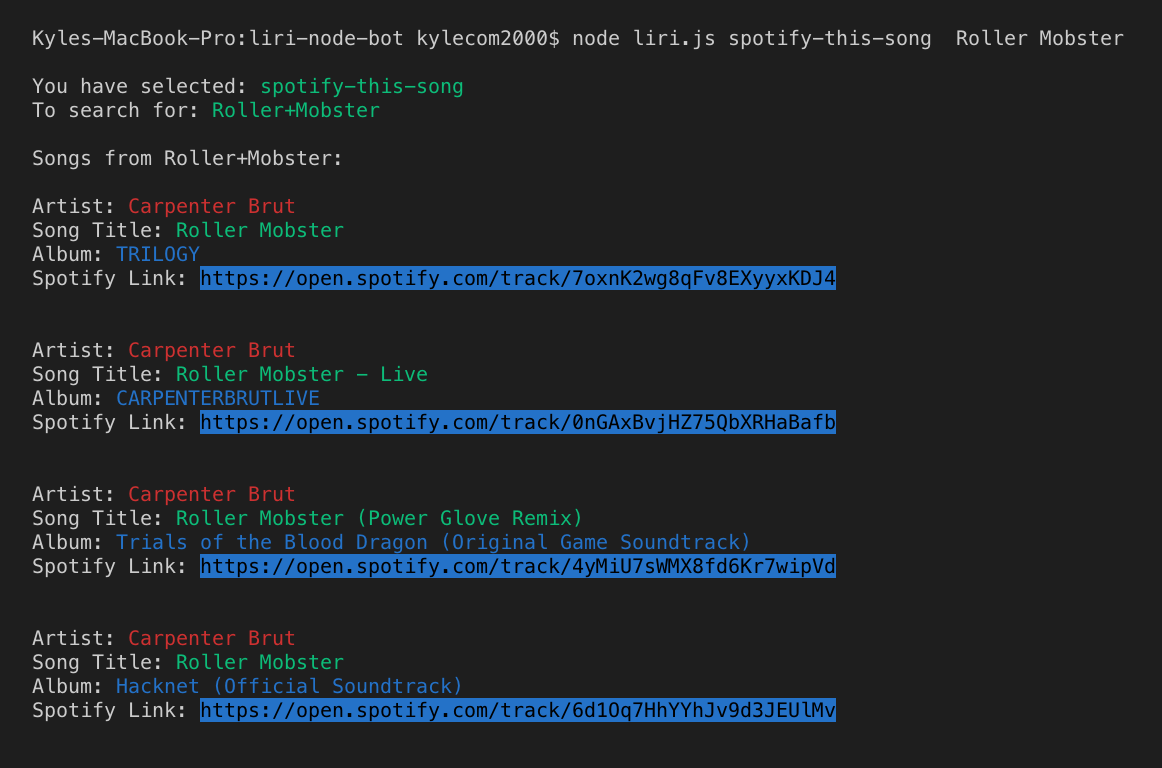 Kyles-MacBook-Pro:liri-node-bot kylecom2000$ node liri.js spotify-this-song  Roller Mobster
You have selected: spotify-this-song
To search for: Roller+Mobster
Songs from Roller+Mobster:
Artist: Carpenter Brut
Song Title: Roller Mobster
Album: TRILOGY
Spotify Link: https://open.spotify.com/track/7oxnK2wg8qFv8EXyyxKDJ4
Artist: Carpenter Brut
Song Title: Roller Mobster - Live
Album: CARPENTERBRUTLIVE
Spotify Link: https://open.spotify.com/track/0nGAxBvjHZ75QbXRHaBafb
Artist: Carpenter Brut
Song Title: Roller Mobster (Power Glove Remix)
Album: Trials of the Blood Dragon (Original Game Soundtrack)
Spotify Link: https://open.spotify.com/track/4yMiU7sWMX8fd6Kr7wipVd
Artist: Carpenter Brut
Song Title: Roller Mobster
Album: Hacknet (Official Soundtrack)
Spotify Link: https://open.spotify.com/track/6d1Oq7HhYYhJv9d3JEUlMv